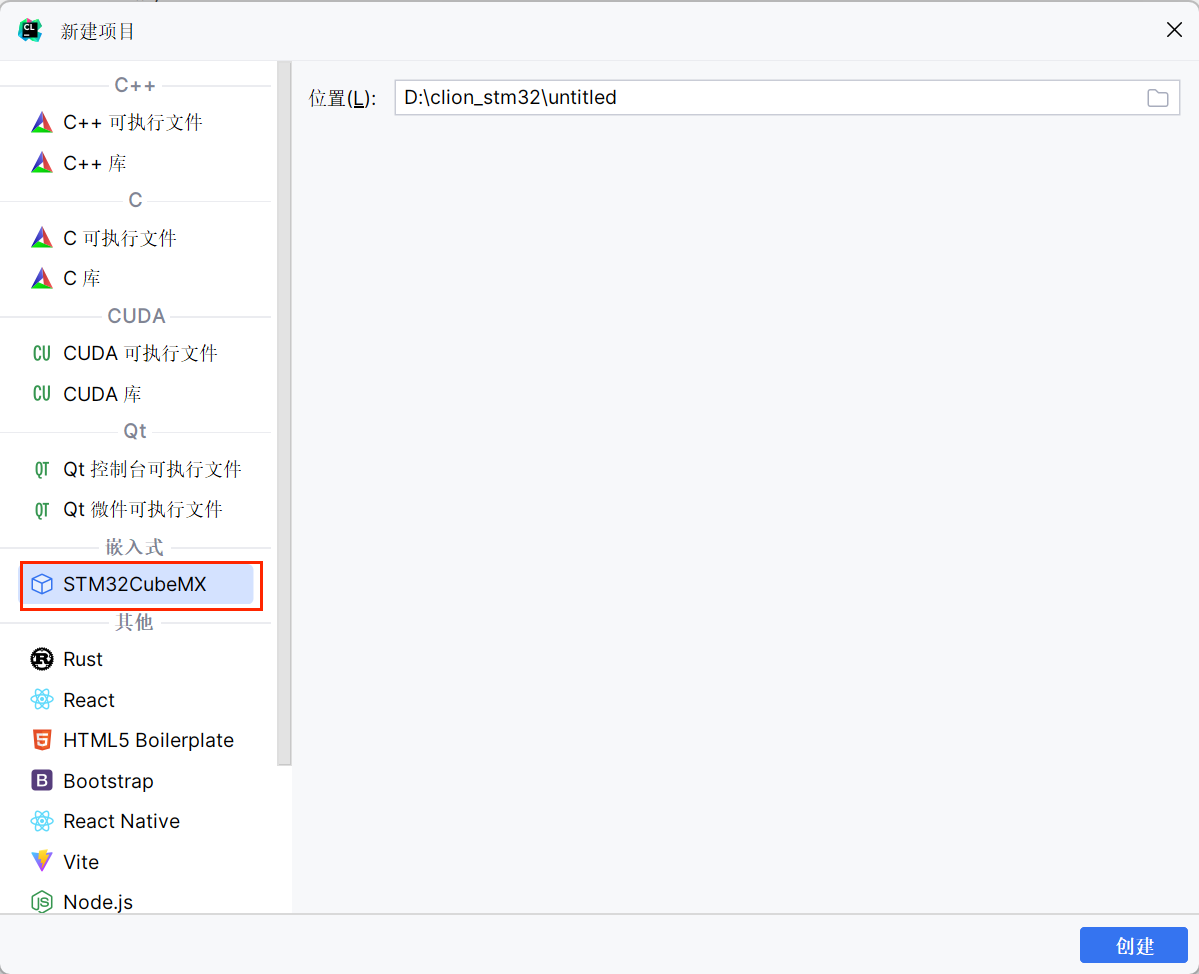 新建项目
C++
C++ 可执行文件
C++ 库
C
C 可执行文件
C 库
CUDA
CU CUDA 可执行文件
CU CUDA 库
Qt
QT Qt 控制台可执行文件
QT Qt 微件可执行文件
嵌入式
STM32CubeMX
其他
Rust
React
HTML5 Boilerplate
Bootstrap
React Native
Vite
Node.js
位置(L): D:\clion_stm32\untitled
创建